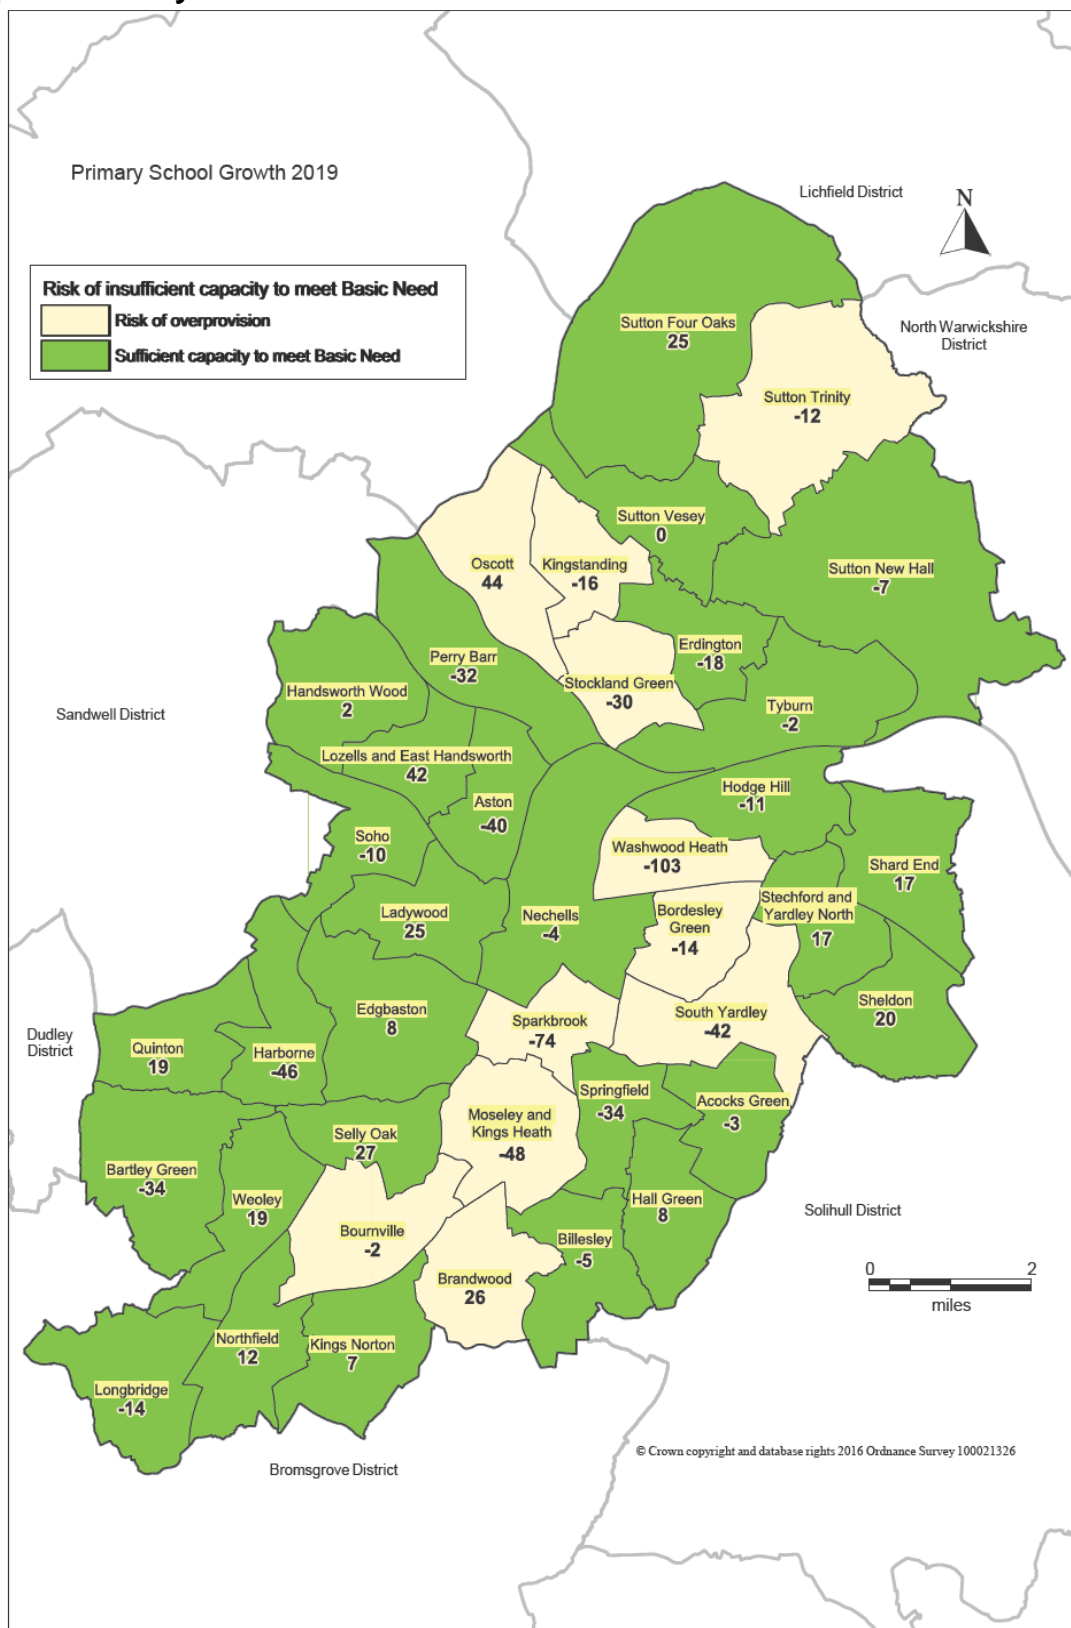 Primary School Growth 2019
Lichfield District
N
Risk of insufficient capacity to meet Basic Need
Risk of overprovision
Sufficient capacity to meet Basic Need
Sutton Four Oaks
25
North Warwickshire
District
Sutton Trinity
-12
Sutton Vesey
0
Oscott
44
Kingstanding
-16
Sutton New Hall
-7
Erdington
-18
Perry Barr
-32
Stockland Green
-30
Handsworth Wood
2
Sandwell District
Tyburn
-2
Lozells and East Handsworth
42
Hodge Hill
-11
Aston
-40
Soho
-10
Washwood Heath
-103
Shard End
17
Stechford and
Yardley North
17
Ladywood
25
Nechells
-4
Bordesley
Green
-14
Edgbaston
8
Sheldon
20
Sparkbrook
-74
South Yardley
-42
Dudley
District
Quinton
19
Harborne
-46
Springfield
-34
Acocks Green
-3
Moseley and
Kings Heath
-48
Selly Oak
27
Bartley Green
-34
Weoley
19
Hall Green
8
Solihull District
Bournville
-2
Billesley
-5
Brandwood
26
0 2
miles
Northfield
12
Kings Norton
7
Longbridge
-14
© Crown copyright and database rights 2016 Ordnance Survey 100021326
Bromsgrove District